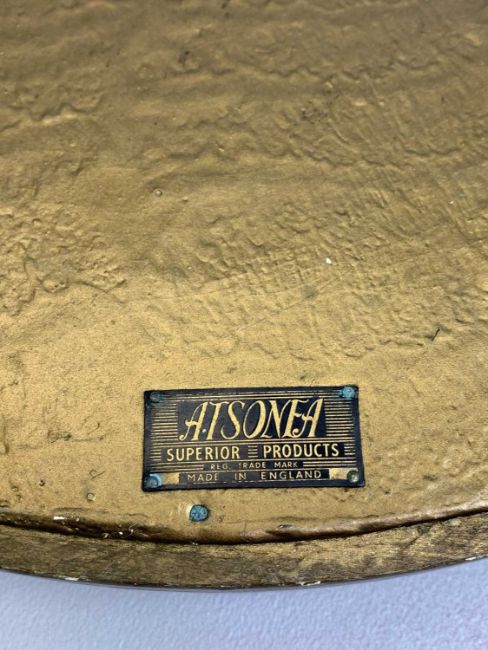 ATSONEA
SUPERIOR PRODUCTS
REG. TRADE MARK
MADE IN ENGLAND